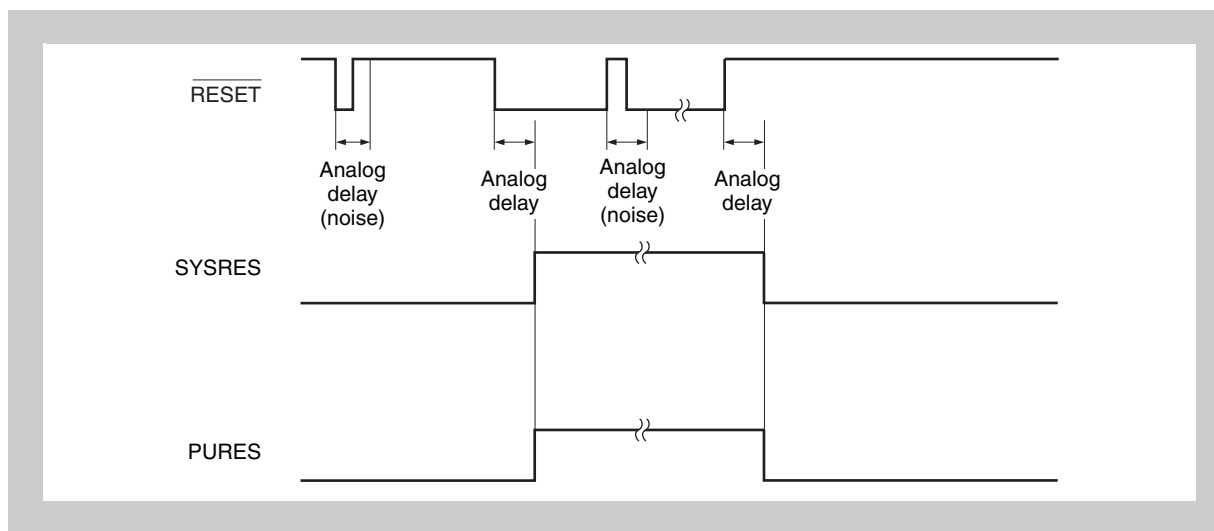 RESET
Analog
delay
(noise)
Analog
delay
Analog
delay
(noise)
Analog
delay
SYSRES
PURES